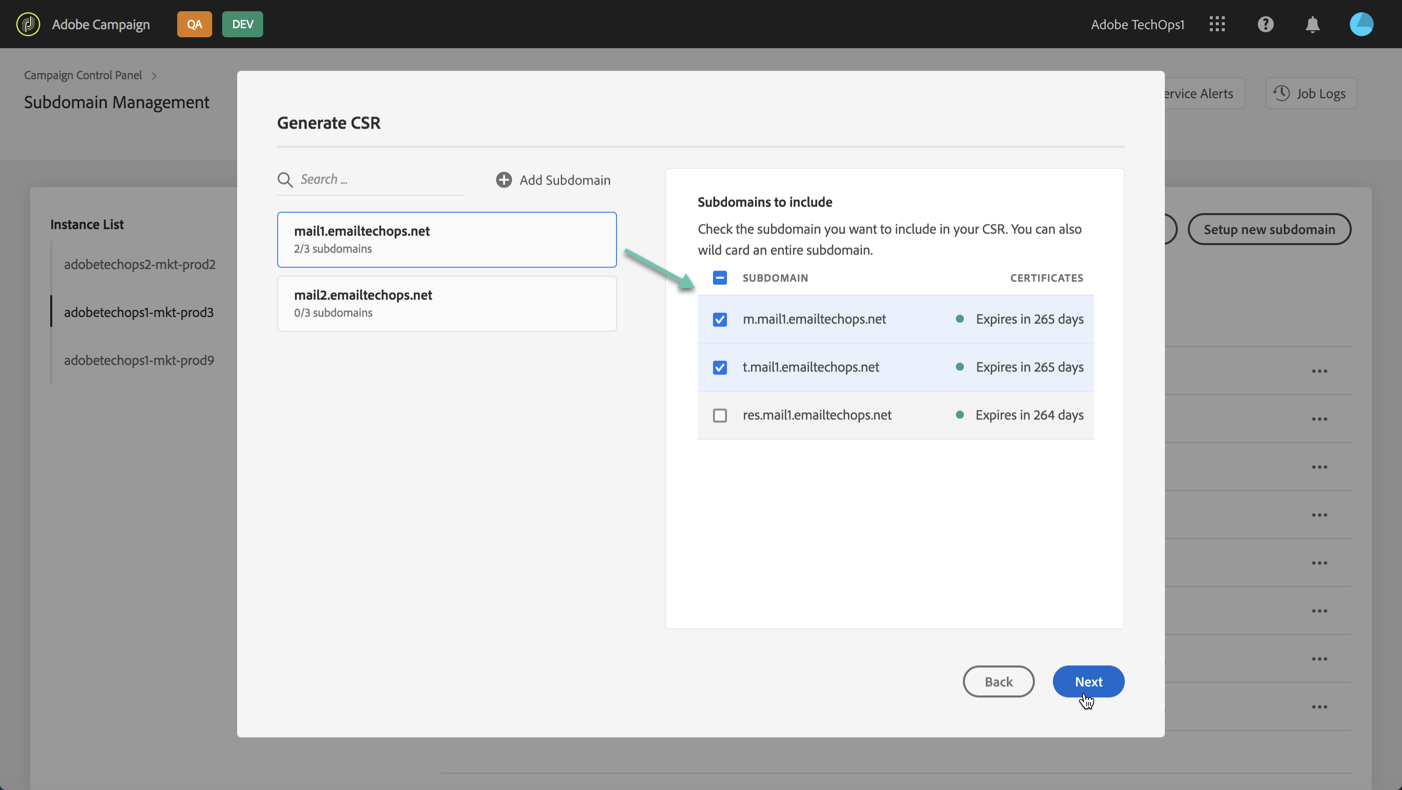 Adobe Campaign
QA
DEV
Adobe TechOps1
Campaign Control Panel
Subdomain Management
Service Alerts
Job Logs
Generate CSR
Search ...
Add Subdomain
mail1.emailtechops.net
2/3 subdomains
mail2.emailtechops.net
0/3 subdomains
Subdomains to include
Check the subdomain you want to include in your CSR. You can also
wild card an entire subdomain.
SUBDOMAIN CERTIFICATES
m.mail1.emailtechops.net Expires in 265 days
t.mail1.emailtechops.net Expires in 265 days
res.mail1.emailtechops.net Expires in 264 days
Back
Next
Instance List
adobetechops2-mkt-prod2
adobetechops1-mkt-prod3
adobetechops1-mkt-prod9
Setup new subdomain